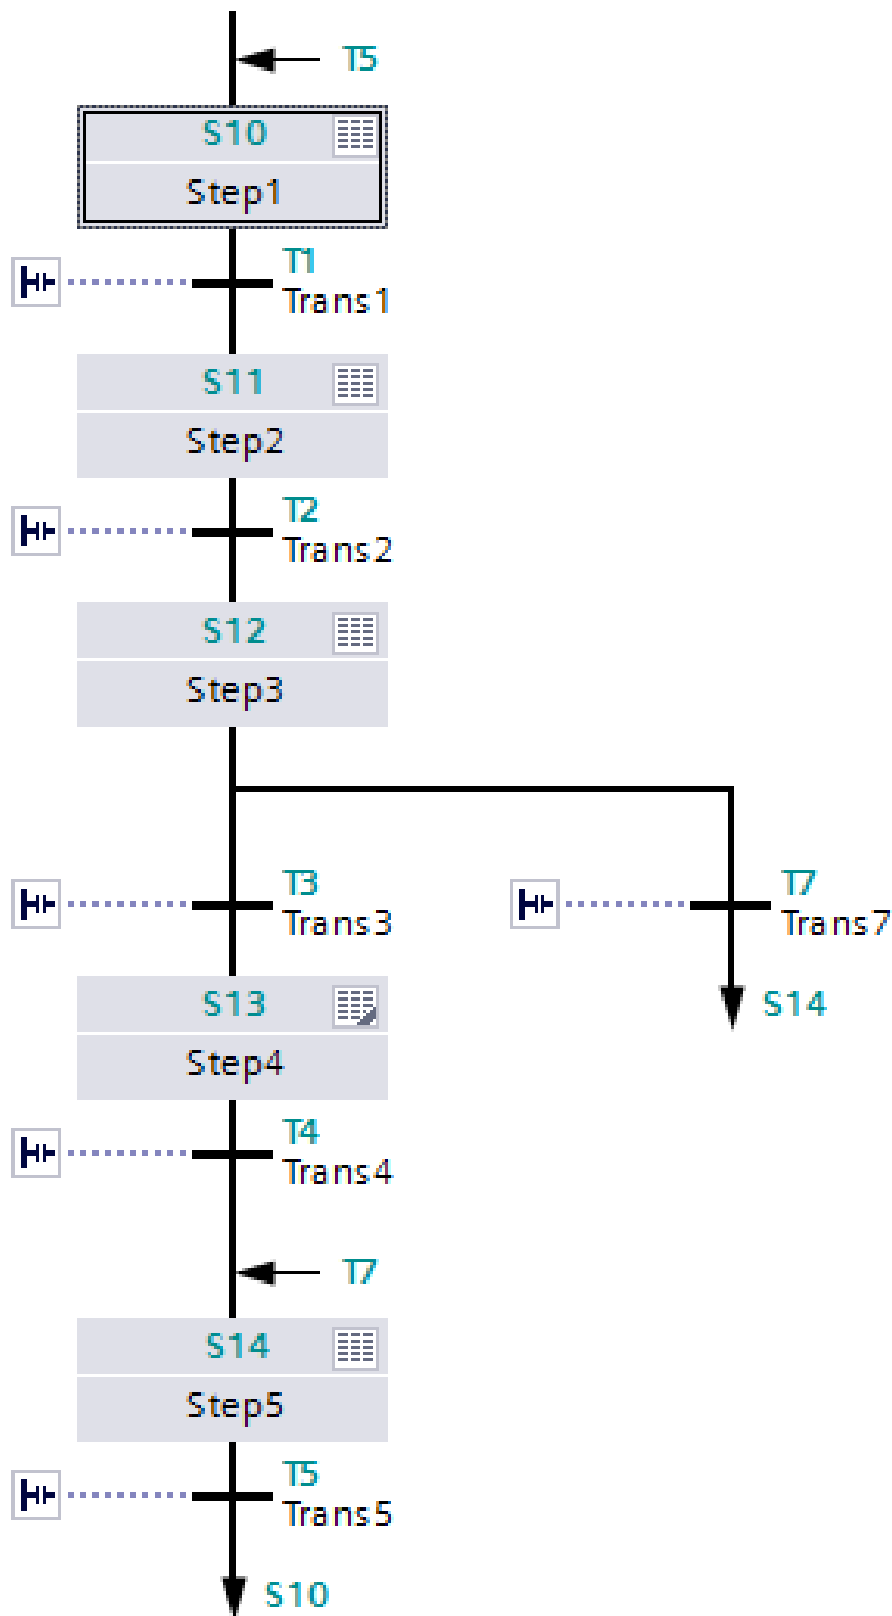 T5
S10
Step1
T1
Trans1
S11
Step2
T2
Trans2
S12
Step3
T3
Trans3
T7
Trans7
S13
Step4
S14
T4
Trans4
T7
S14
Step5
T5
Trans5
S10